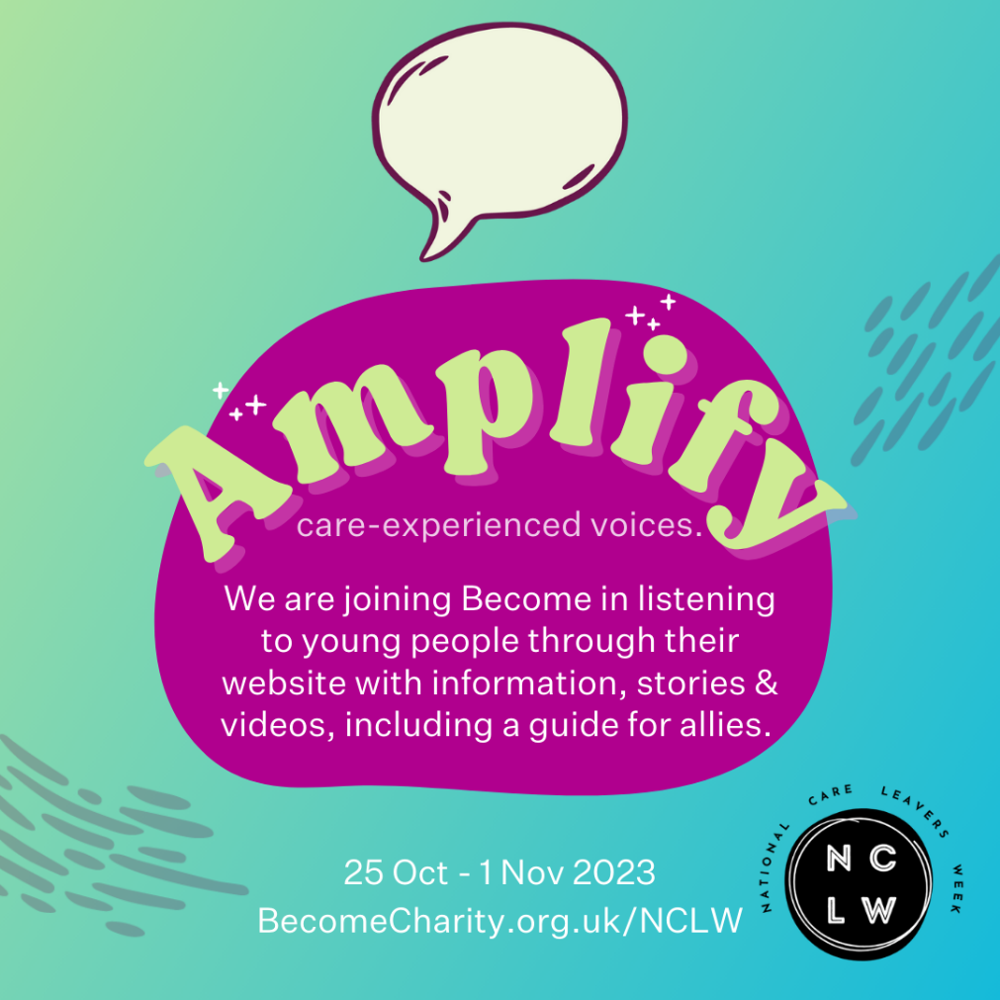 Amplify
care-experienced voices.
We are joining Become in listening
to young people through their
website with information, stories &
videos, including a guide for allies.
25 Oct - 1 Nov 2023
BecomeCharity.org.uk/NCLW
NATIONAL CARE LEAVERS WEEK
NC
LW